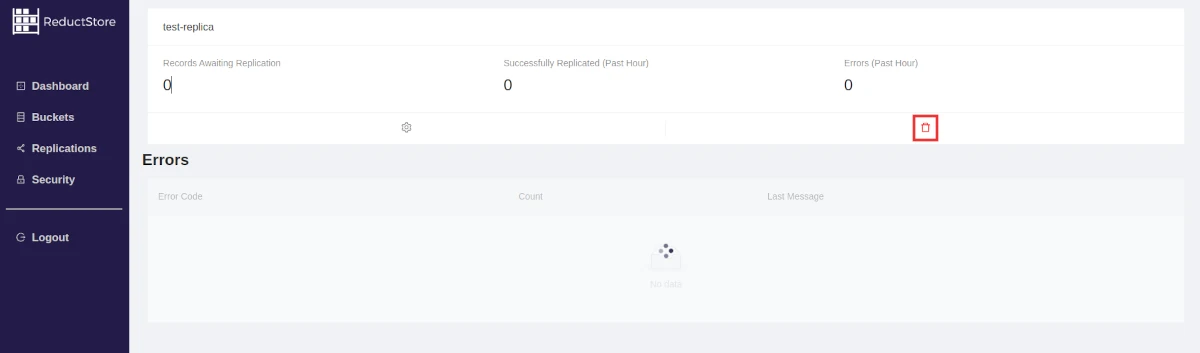 ReductStore
Dashboard
Buckets
Replications
Security
Logout
test-replica
Records Awaiting Replication
Successfully Replicated (Past Hour)
Errors (Past Hour)
0
0
0
Errors
Error Code
Count
Last Message
No data